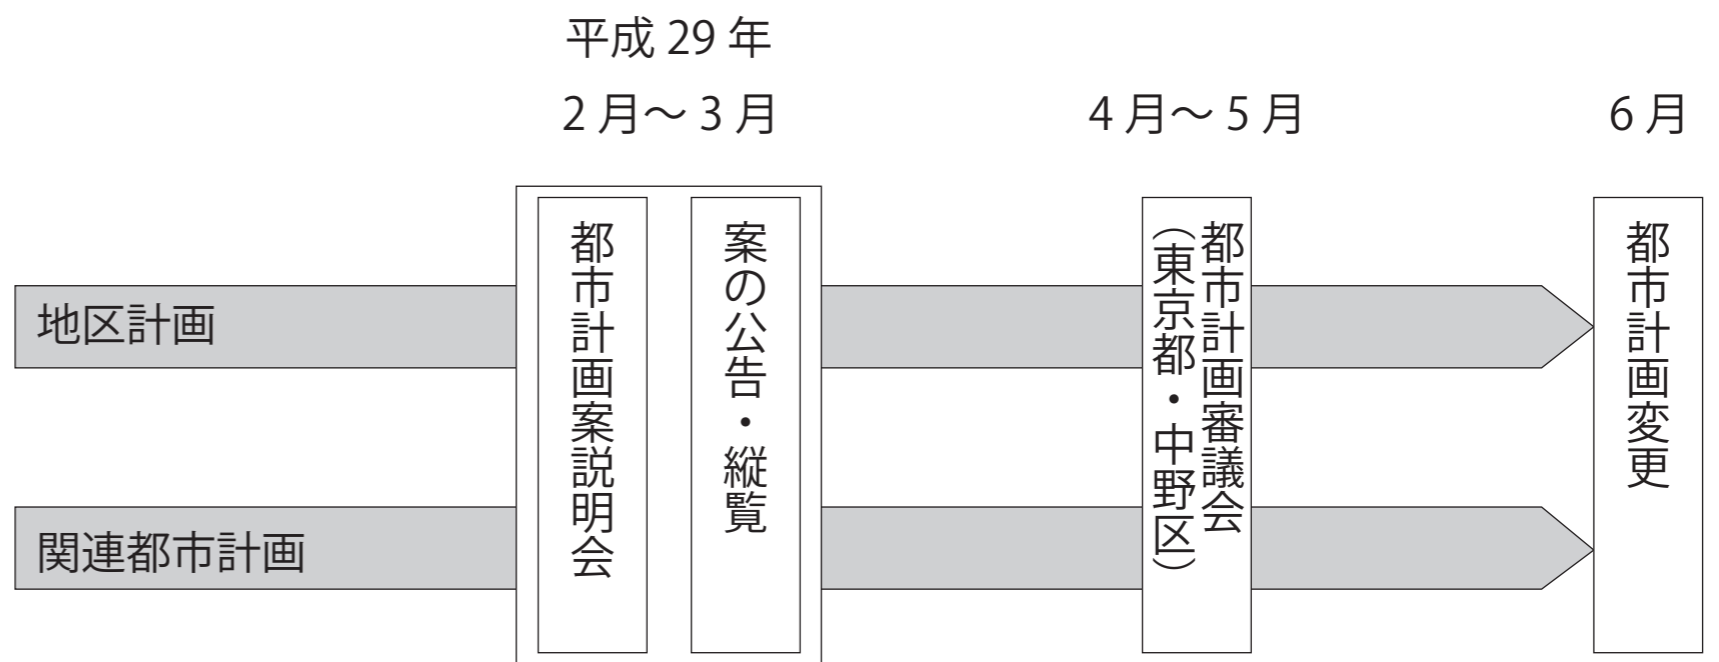 平成 29 年
2 月～ 3 月
4 月～ 5 月
6 月
地区計画
関連都市計画
都市計画案説明会
案の公告・縦覧
都市計画審議会
（東京都・中野区）
都市計画変更